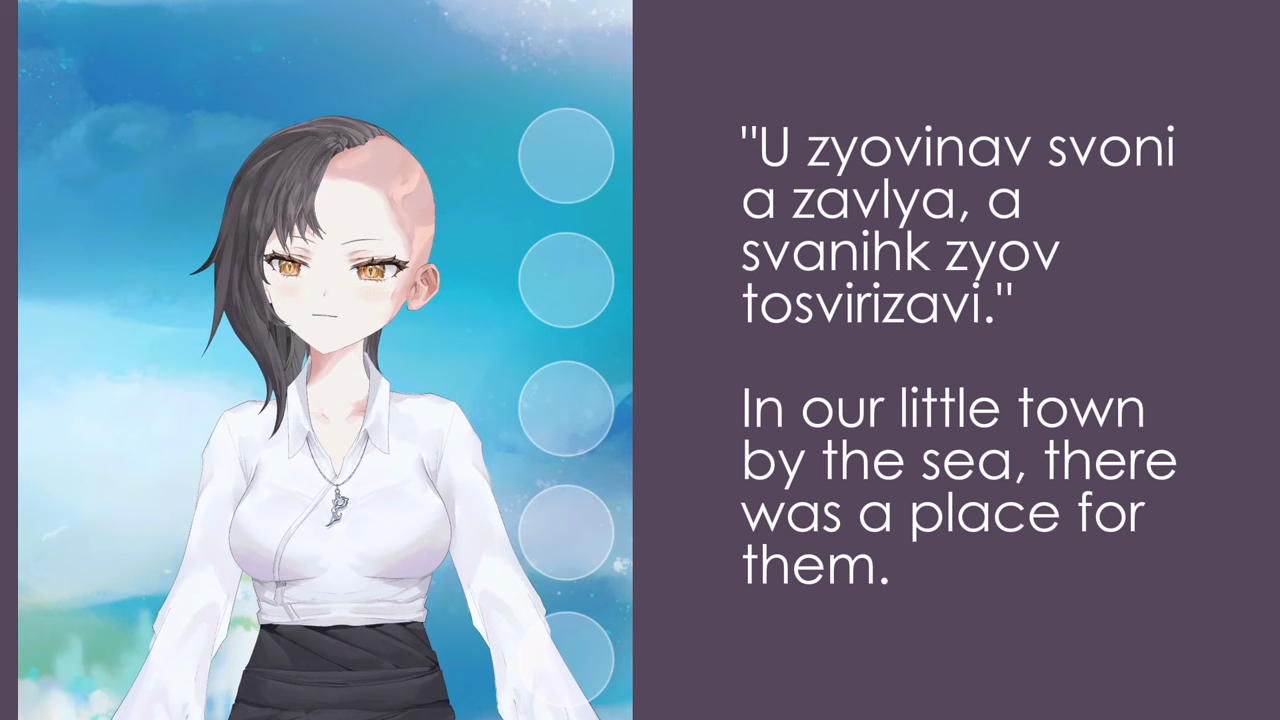 "U zyovinav svoni
a zavlya, a
svanihk zyov
tosvirizavi."
In our little town
by the sea, there
was a place for
them.